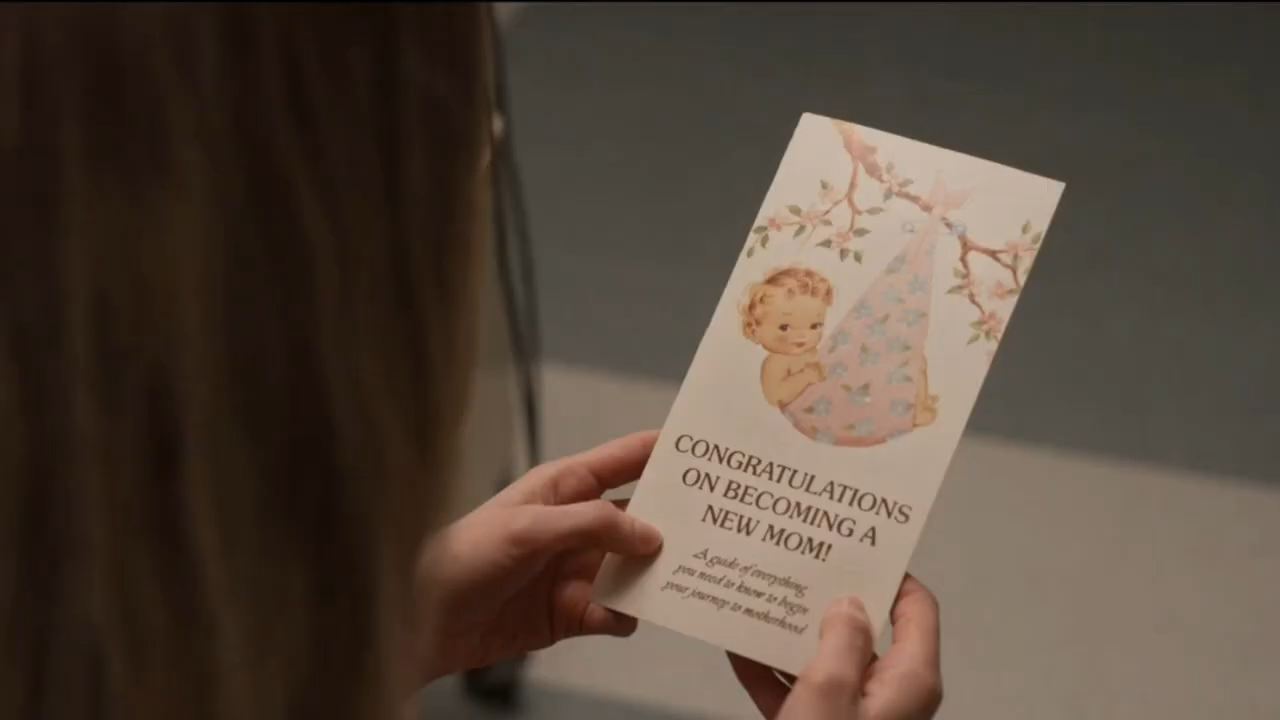 CONGRATULATIONS
ON BECOMING A
NEW MOM!
A guide of everything
you need to know to begin
your journey to motherhood